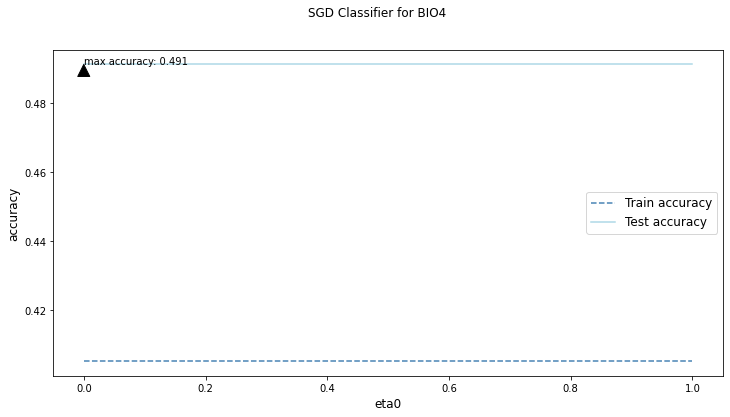 SGD Classifier for BIO4
max accuracy: 0.491
0.48
0.46
0.44
0.42
accuracy
Train accuracy
Test accuracy
0.0 0.2 0.4 0.6 0.8 1.0
eta0